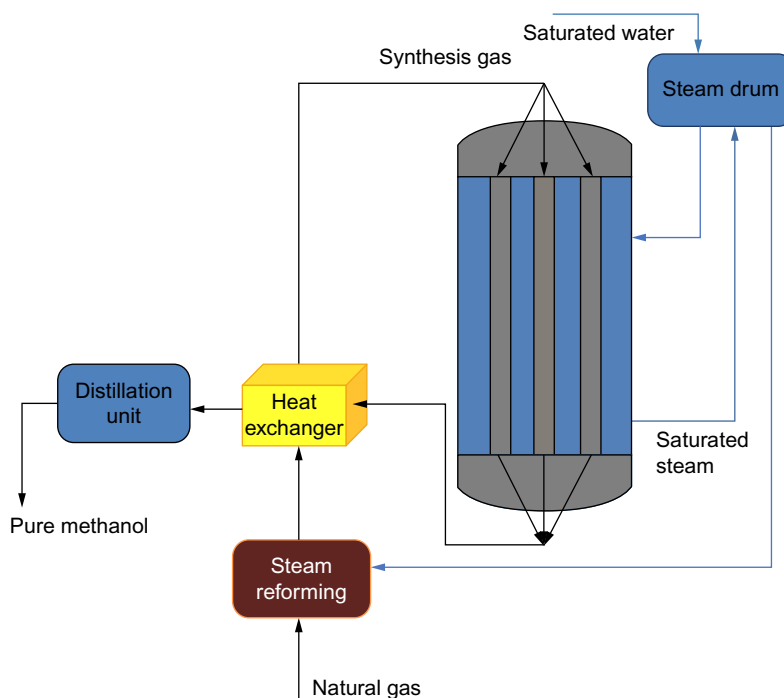 Saturated water
Synthesis gas
Steam drum
Distillation
unit
Heat
exchanger
Saturated
steam
Pure methanol
Steam
reforming
Natural gas